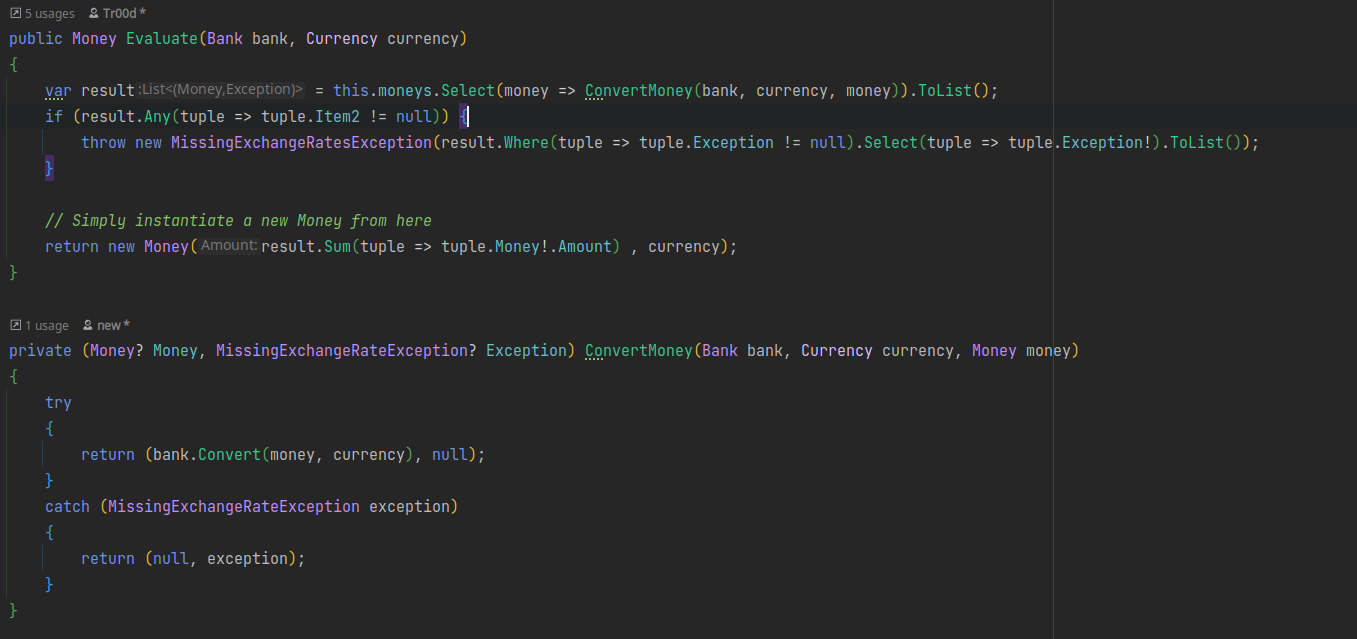 5 usages Tr00d *
public Money Evaluate(Bank bank, Currency currency)
{
    var result :List<(Money,Exception)> = this.moneys.Select(money => ConvertMoney(bank, currency, money)).ToList();
    if (result.Any(tuple => tuple.Item2 != null)) {
        throw new MissingExchangeRatesException(result.Where(tuple => tuple.Exception != null).Select(tuple => tuple.Exception!).ToList());
    }
    // Simply instantiate a new Money from here
    return new Money( Amount: result.Sum(tuple => tuple.Money!.Amount) , currency);
}
1 usage new *
private (Money? Money, MissingExchangeRateException? Exception) ConvertMoney(Bank bank, Currency currency, Money money)
{
    try
    {
        return (bank.Convert(money, currency), null);
    }
    catch (MissingExchangeRateException exception)
    {
        return (null, exception);
    }
}